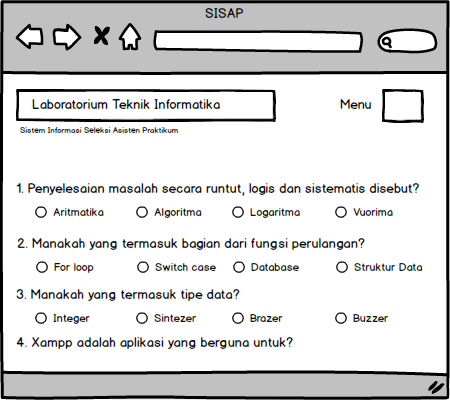 SISAP
Laboratorium Teknik Informatika
Menu
Sistem Informasi Seleksi Asisten Praktikum
1. Penyelesaian masalah secara runtut, logis dan sistematis disebut?
Aritmatika Algoritma Logaritma Vuorima
2. Manakah yang termasuk bagian dari fungsi perulangan?
For loop Switch case Database Struktur Data
3. Manakah yang termasuk tipe data?
Integer Sintezer Brazer Buzzer
4. Xampp adalah aplikasi yang berguna untuk?